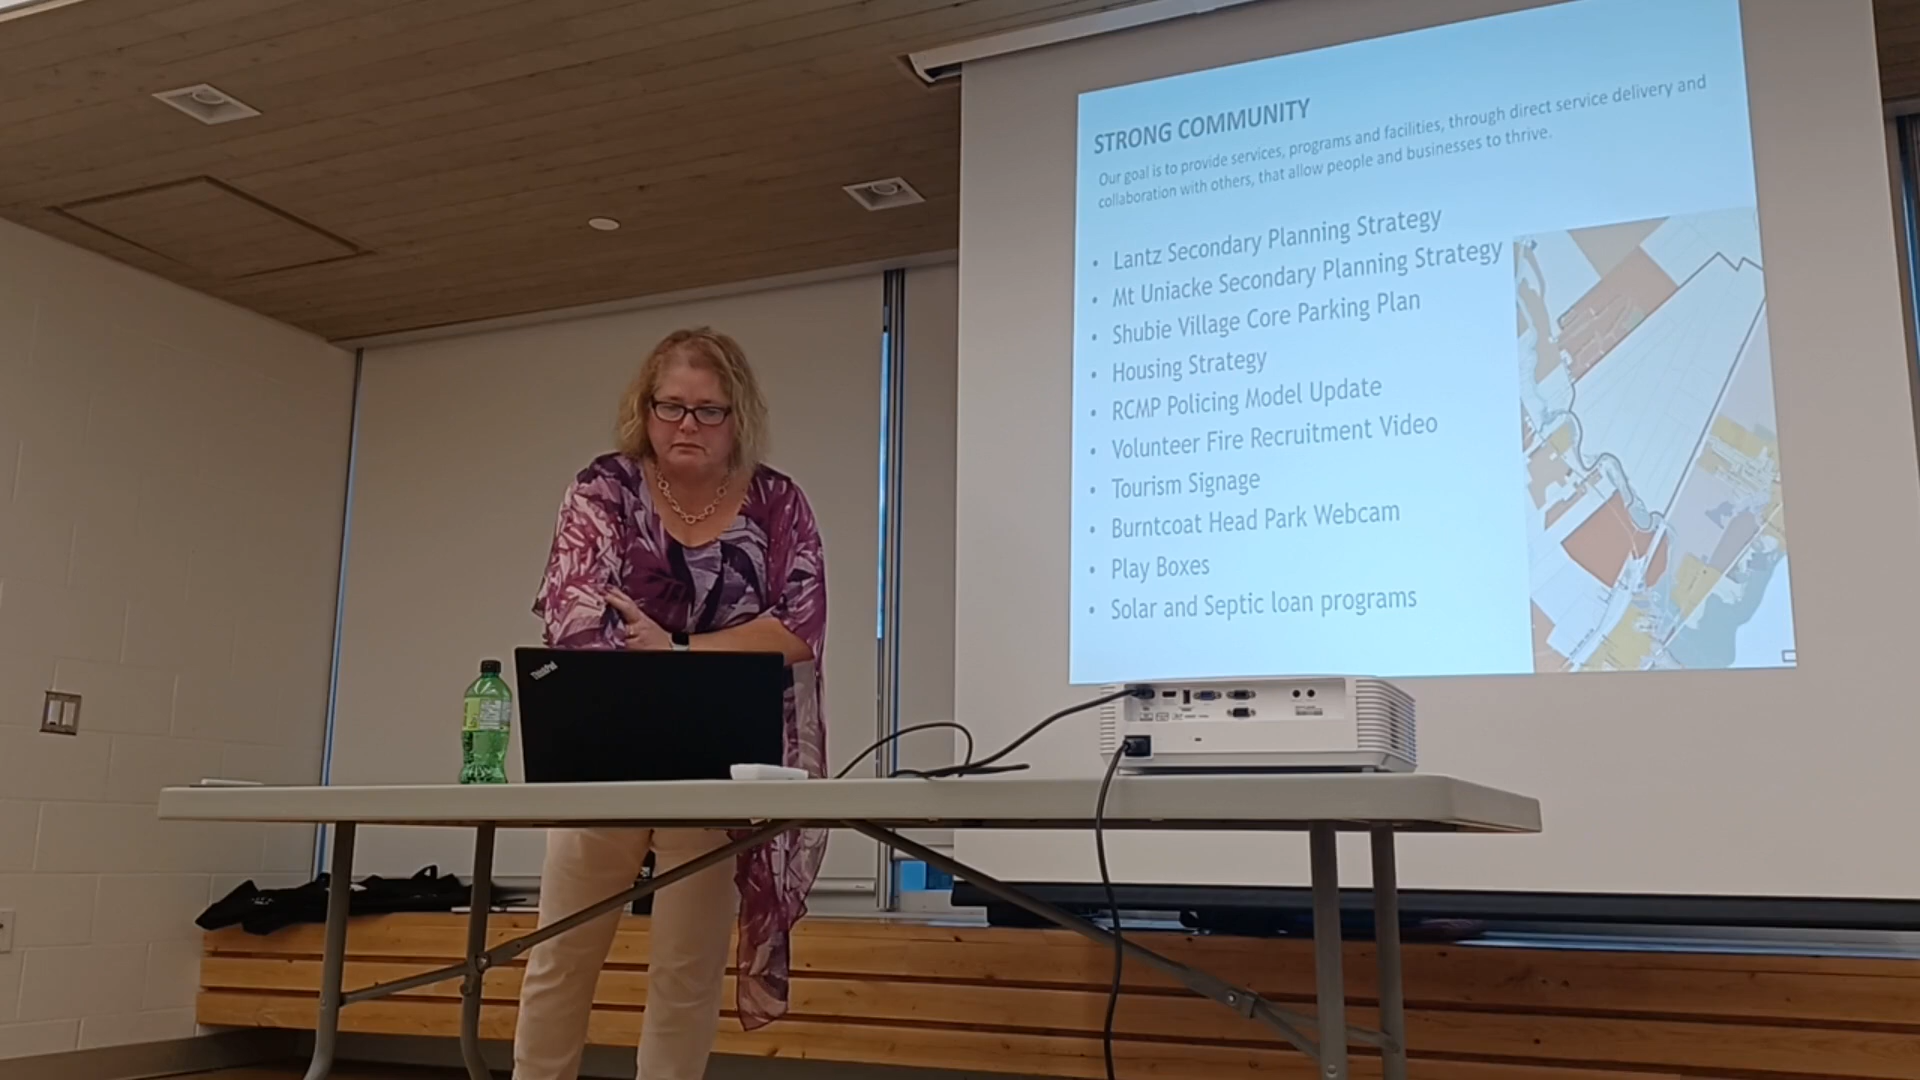 STRONG COMMUNITY
Our goal is to provide services, programs and facilities, through direct service delivery and
collaboration with others, that allow people and businesses to thrive.
• Lantz Secondary Planning Strategy
• Mt Uniacke Secondary Planning Strategy
• Shubie Village Core Parking Plan
• Housing Strategy
• RCMP Policing Model Update
• Volunteer Fire Recruitment Video
• Tourism Signage
• Burntcoat Head Park Webcam
• Play Boxes
• Solar and Septic loan programs
ThinkPad